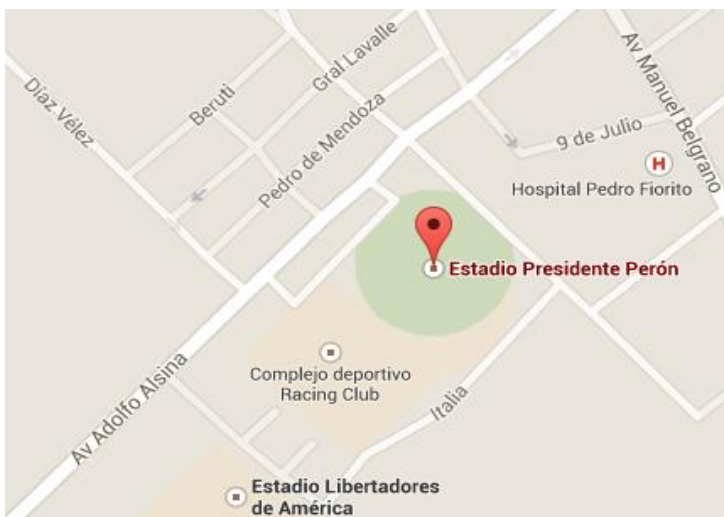 Gral Lavalle
Av Manuel Belgrano
Díaz Vélez
Beruti
Pedro de Mendoza
9 de Julio
H
Hospital Pedro Fiorito
Estadio Presidente Perón
Complejo deportivo
Racing Club
Av Adolfo Alsina
Italia
Estadio Libertadores
de América